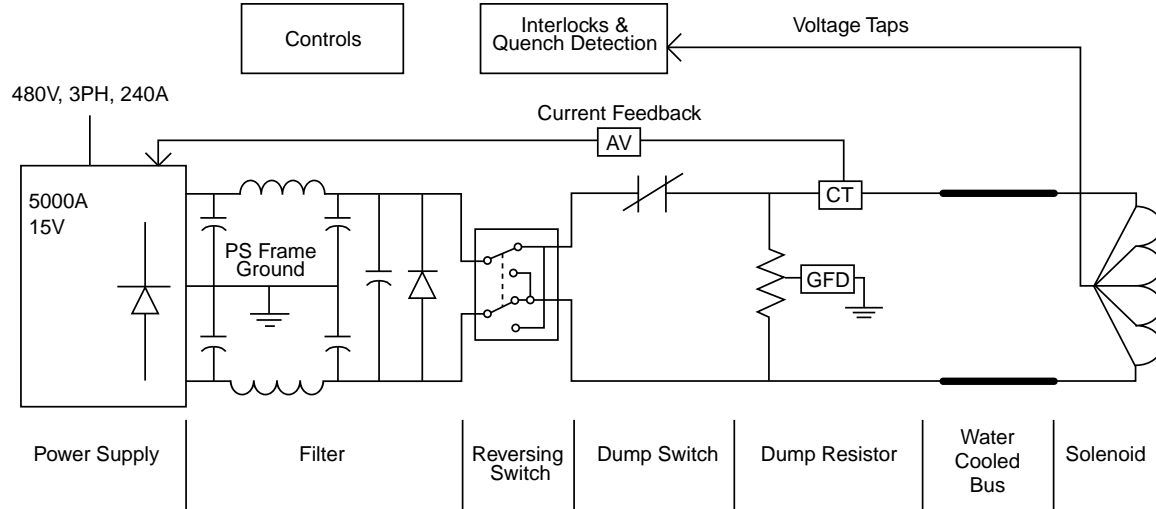 Controls
Interlocks &
Quench Detection
Voltage Taps
480V, 3PH, 240A
Current Feedback
AV
5000A
15V
CT
PS Frame
Ground
GFD
Power Supply
Filter
Reversing
Switch
Dump Switch
Dump Resistor
Water
Cooled
Bus
Solenoid